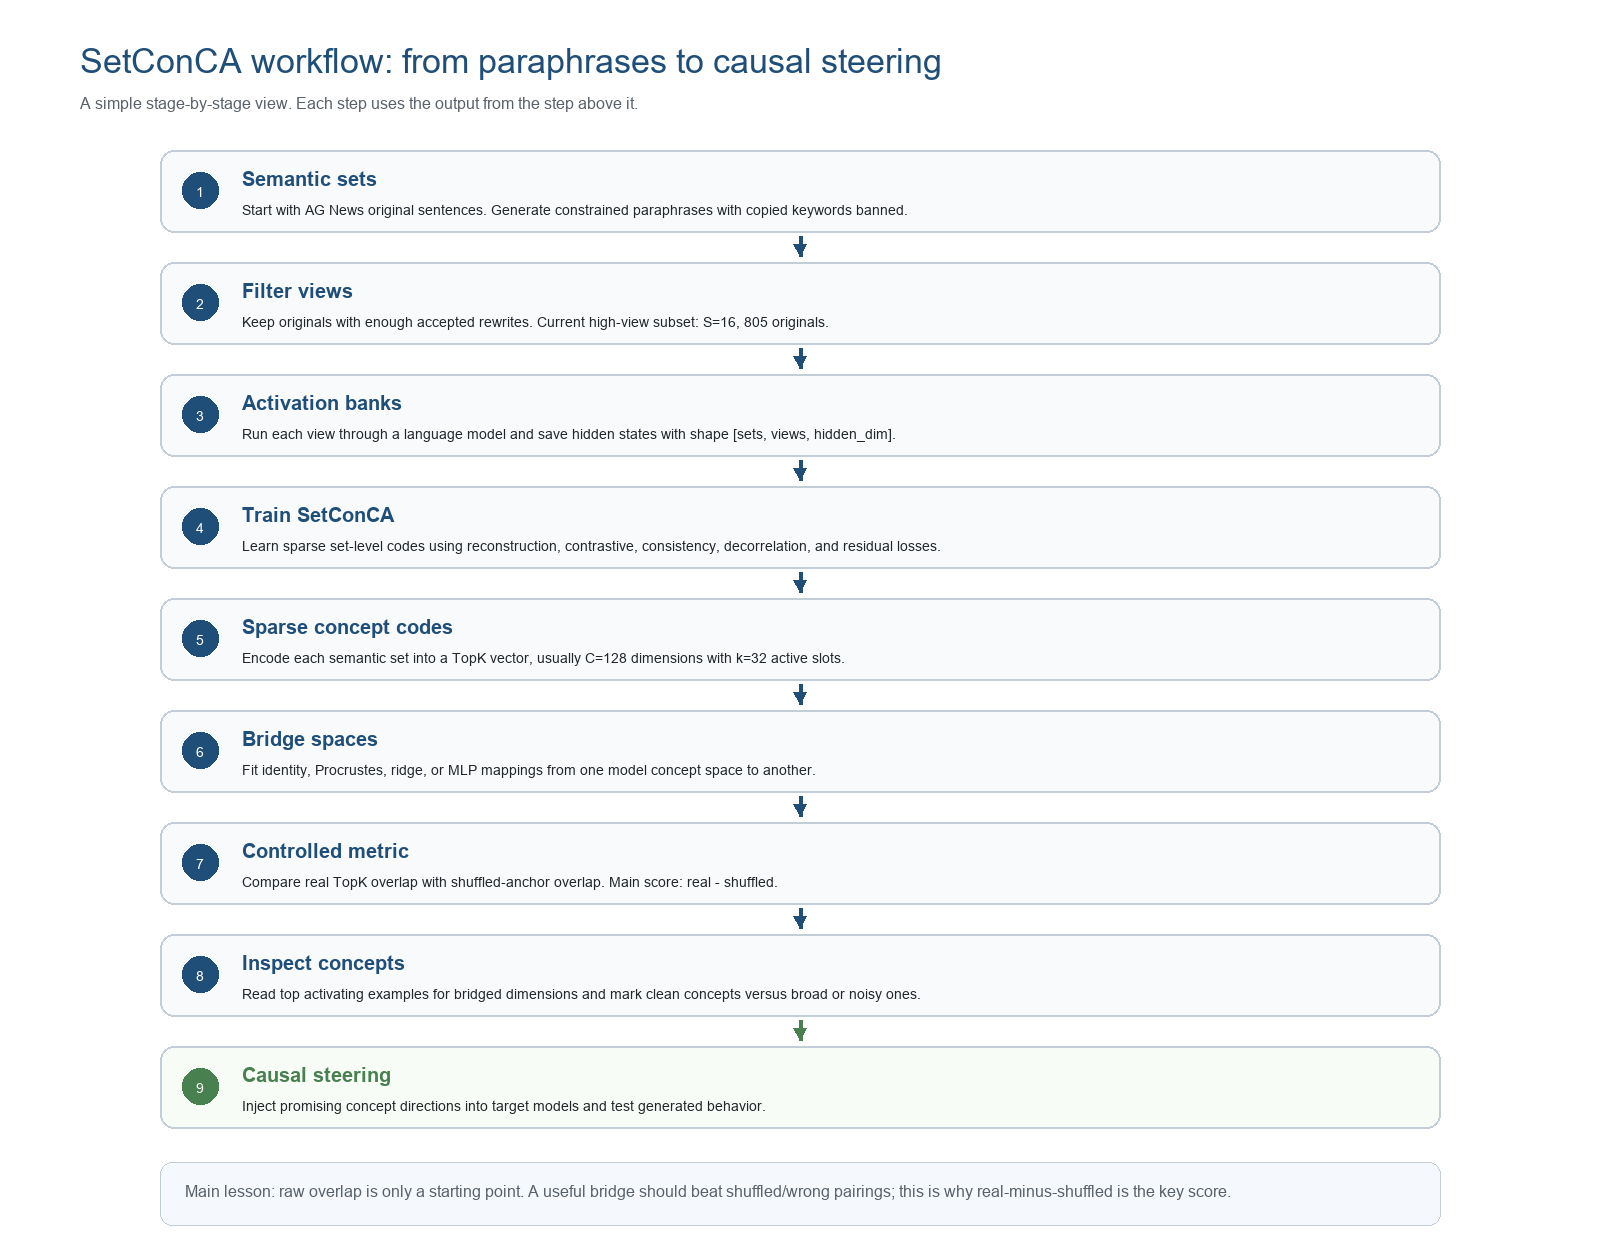 SetConCA workflow: from paraphrases to causal steering
A simple stage-by-stage view. Each step uses the output from the step above it.
1
Semantic sets
Start with AG News original sentences. Generate constrained paraphrases with copied keywords banned.
2
Filter views
Keep originals with enough accepted rewrites. Current high-view subset: S=16, 805 originals.
3
Activation banks
Run each view through a language model and save hidden states with shape [sets, views, hidden_dim].
4
Train SetConCA
Learn sparse set-level codes using reconstruction, contrastive, consistency, decorrelation, and residual losses.
5
Sparse concept codes
Encode each semantic set into a TopK vector, usually C=128 dimensions with k=32 active slots.
6
Bridge spaces
Fit identity, Procrustes, ridge, or MLP mappings from one model concept space to another.
7
Controlled metric
Compare real TopK overlap with shuffled-anchor overlap. Main score: real - shuffled.
8
Inspect concepts
Read top activating examples for bridged dimensions and mark clean concepts versus broad or noisy ones.
9
Causal steering
Inject promising concept directions into target models and test generated behavior.
Main lesson: raw overlap is only a starting point. A useful bridge should beat shuffled/wrong pairings; this is why real-minus-shuffled is the key score.